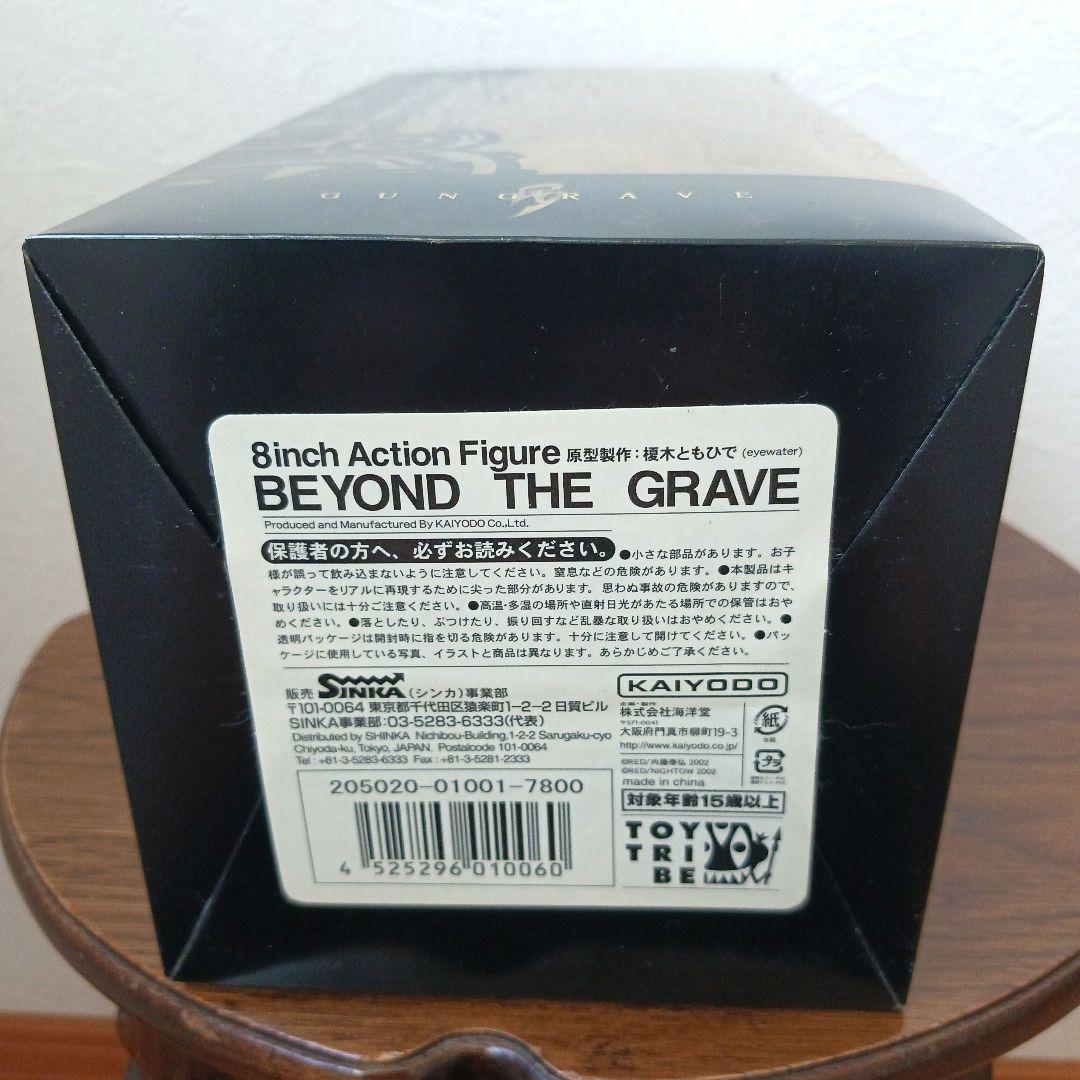 GUNGRAVE
8inch Action Figure 原型製作：榎木ともひで (eyewater)
BEYOND THE GRAVE
Produced and Manufactured By KAIYODO Co.,Ltd.
保護者の方へ、必ずお読みください。●小さな部品があります。お子
様が誤って飲み込まないように注意してください。窒息などの危険があります。●本製品はキ
ャラクターをリアルに再現するために尖った部分があります。思わぬ事故の危険がありますので、
取り扱いには十分ご注意ください。●高温・多湿の場所や直射日光があたる場所での保管はおや
めください。●落としたり、ぶつけたり、振り回すなど乱暴な取り扱いはおやめください。●
透明パッケージは開封時に指を切る危険があります。十分に注意して開けてください。●パッ
ケージに使用している写真、イラストと商品は異なります。あらかじめご了承ください。
販売 SINKA (シンカ)事業部
〒101-0064 東京都千代田区猿楽町1-2-2 日貿ビル
SINKA事業部:03-5283-6333(代表)
Distributed by SHINKA Nichibou-Building,1-2-2 Sarugaku-cyo
Chiyoda-ku, Tokyo, JAPAN. Postalcode 101-0064
Tel : +81-3-5283-6333 Fax : +81-3-5281-2333
205020-01001-7800
4 525296 010060
KAIYODO
企画・製作
株式会社海洋堂
〒571-0041
大阪府門真市柳町19-3
http://www.kaiyodo.co.jp/
©RED/内藤泰弘 2002
©RED/NIGHTOW 2002
made in china
紙
プラ
対象年齢15歳以上
TOY
TRI
BE